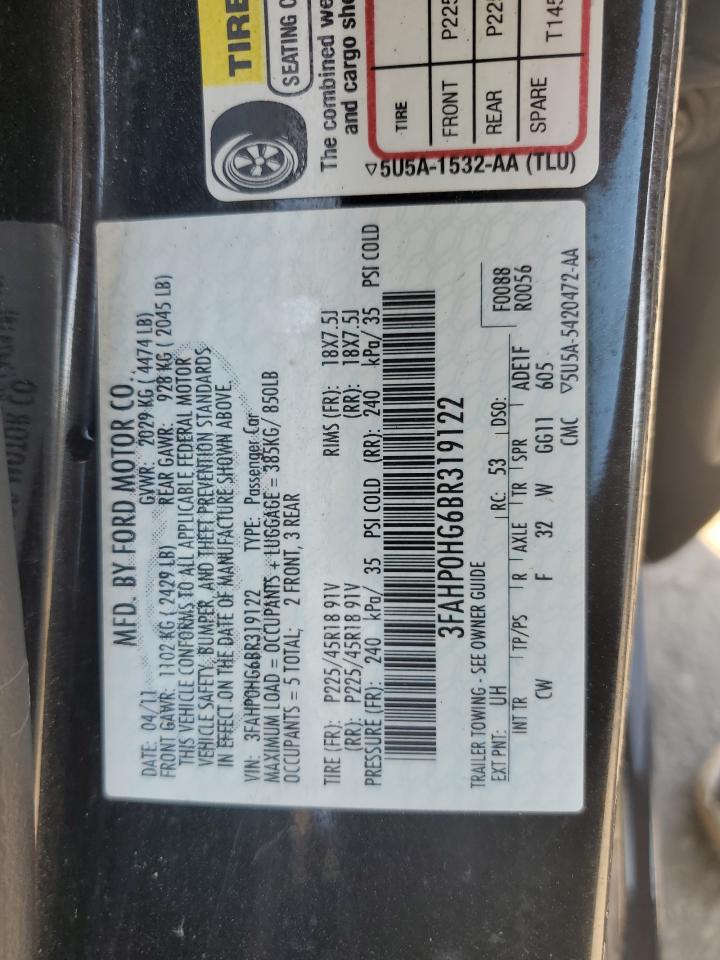 TIRE
SEATING C
The combined we
and cargo sho
TIRE
FRONT P225
REAR P22
SPARE T145
▽5U5A-1532-AA (TLU)
MFD. BY FORD MOTOR CO.
DATE: 04/11 GVWR: 2029 KG ( 4474 LB)
FRONT GAWR: 1102 KG ( 2429 LB) REAR GAWR: 928 KG ( 2045 LB)
THIS VEHICLE CONFORMS TO ALL APPLICABLE FEDERAL MOTOR
VEHICLE SAFETY, BUMPER, AND THEFT PREVENTION STANDARDS
IN EFFECT ON THE DATE OF MANUFACTURE SHOWN ABOVE.
VIN: 3FAHP0HG6BR319122 TYPE: Passenger Car
MAXIMUM LOAD = OCCUPANTS + LUGGAGE = 385KG/ 850LB
OCCUPANTS = 5 TOTAL; 2 FRONT, 3 REAR
TIRE (FR): P225/45R18 91V RIMS (FR): 18X7.5J
(RR): P225/45R18 91V (RR): 18X7.5J
PRESSURE (FR): 240 kPa/ 35 PSI COLD (RR): 240 kPa/ 35 PSI COLD
3FAHP0HG6BR319122
TRAILER TOWING - SEE OWNER GUIDE
F0088
R0056
EXT PNT: UH RC: 53 DSO:
INT TR TP/PS R AXLE TR SPR ADE1F
CW F 32 W GG11 605
CMC ▽5U5A-5420472-AA